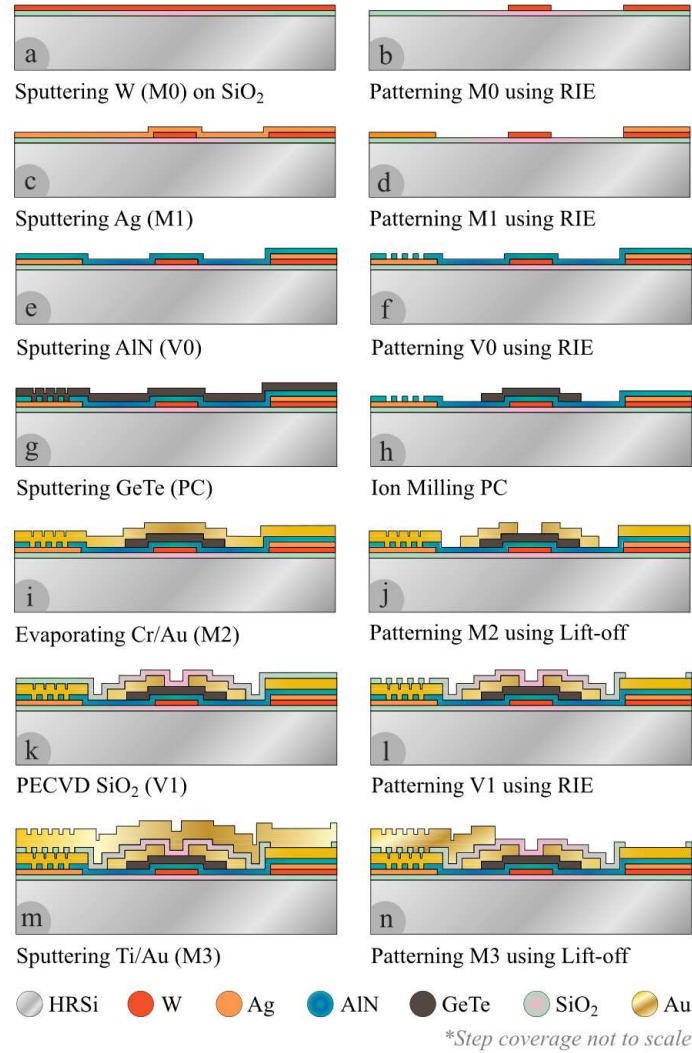 a
b
Sputtering W (M0) on SiO₂
Patterning M0 using RIE
c
d
Sputtering Ag (M1)
Patterning M1 using RIE
e
f
Sputtering AlN (V0)
Patterning V0 using RIE
g
h
Sputtering GeTe (PC)
Ion Milling PC
i
j
Evaporating Cr/Au (M2)
Patterning M2 using Lift-off
k
l
PECVD SiO₂ (V1)
Patterning V1 using RIE
m
n
Sputtering Ti/Au (M3)
Patterning M3 using Lift-off
HRSi W Ag AlN GeTe SiO₂ Au
*Step coverage not to scale